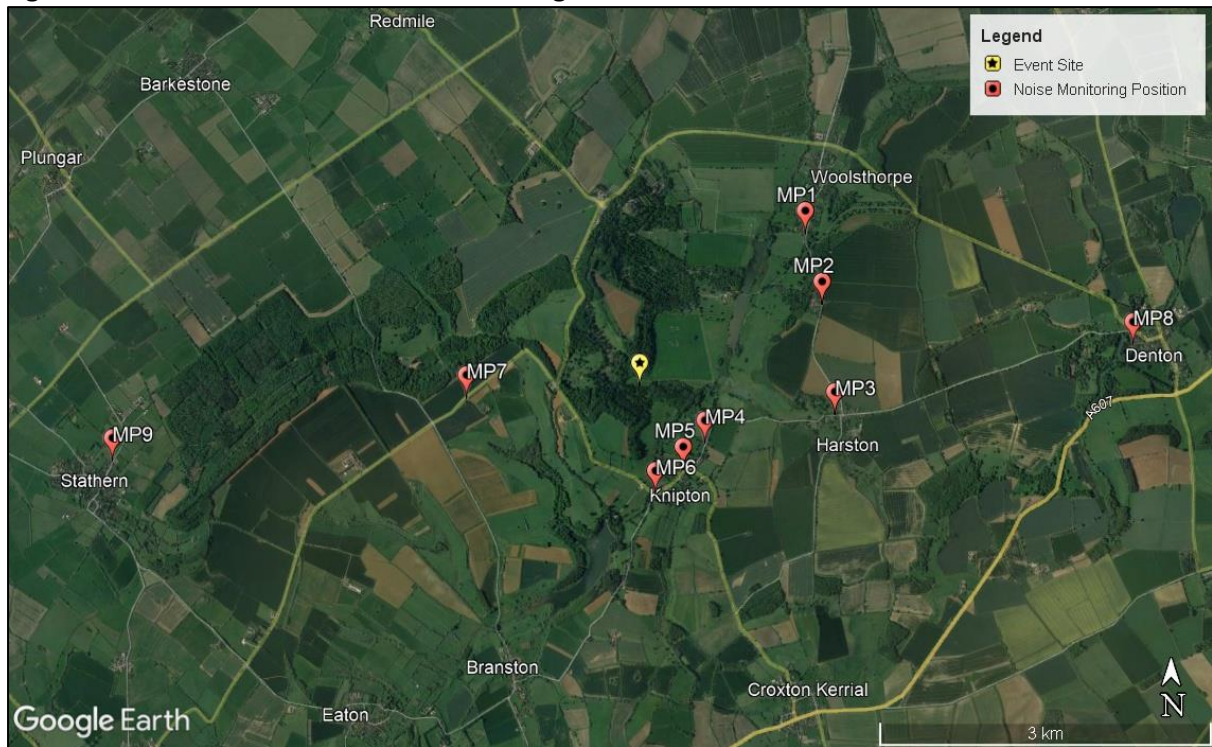 Redmile
Legend
Event Site
Noise Monitoring Position
Barkestone
Plungar
Woolsthorpe
MP1
MP2
MP8
Denton
MP7
MP3
A607
MP4
Harston
MP5
MP9
MP6
Stathern
Knipton
Branston
Croxton Kerrial
Eaton
N
Google Earth
3 km